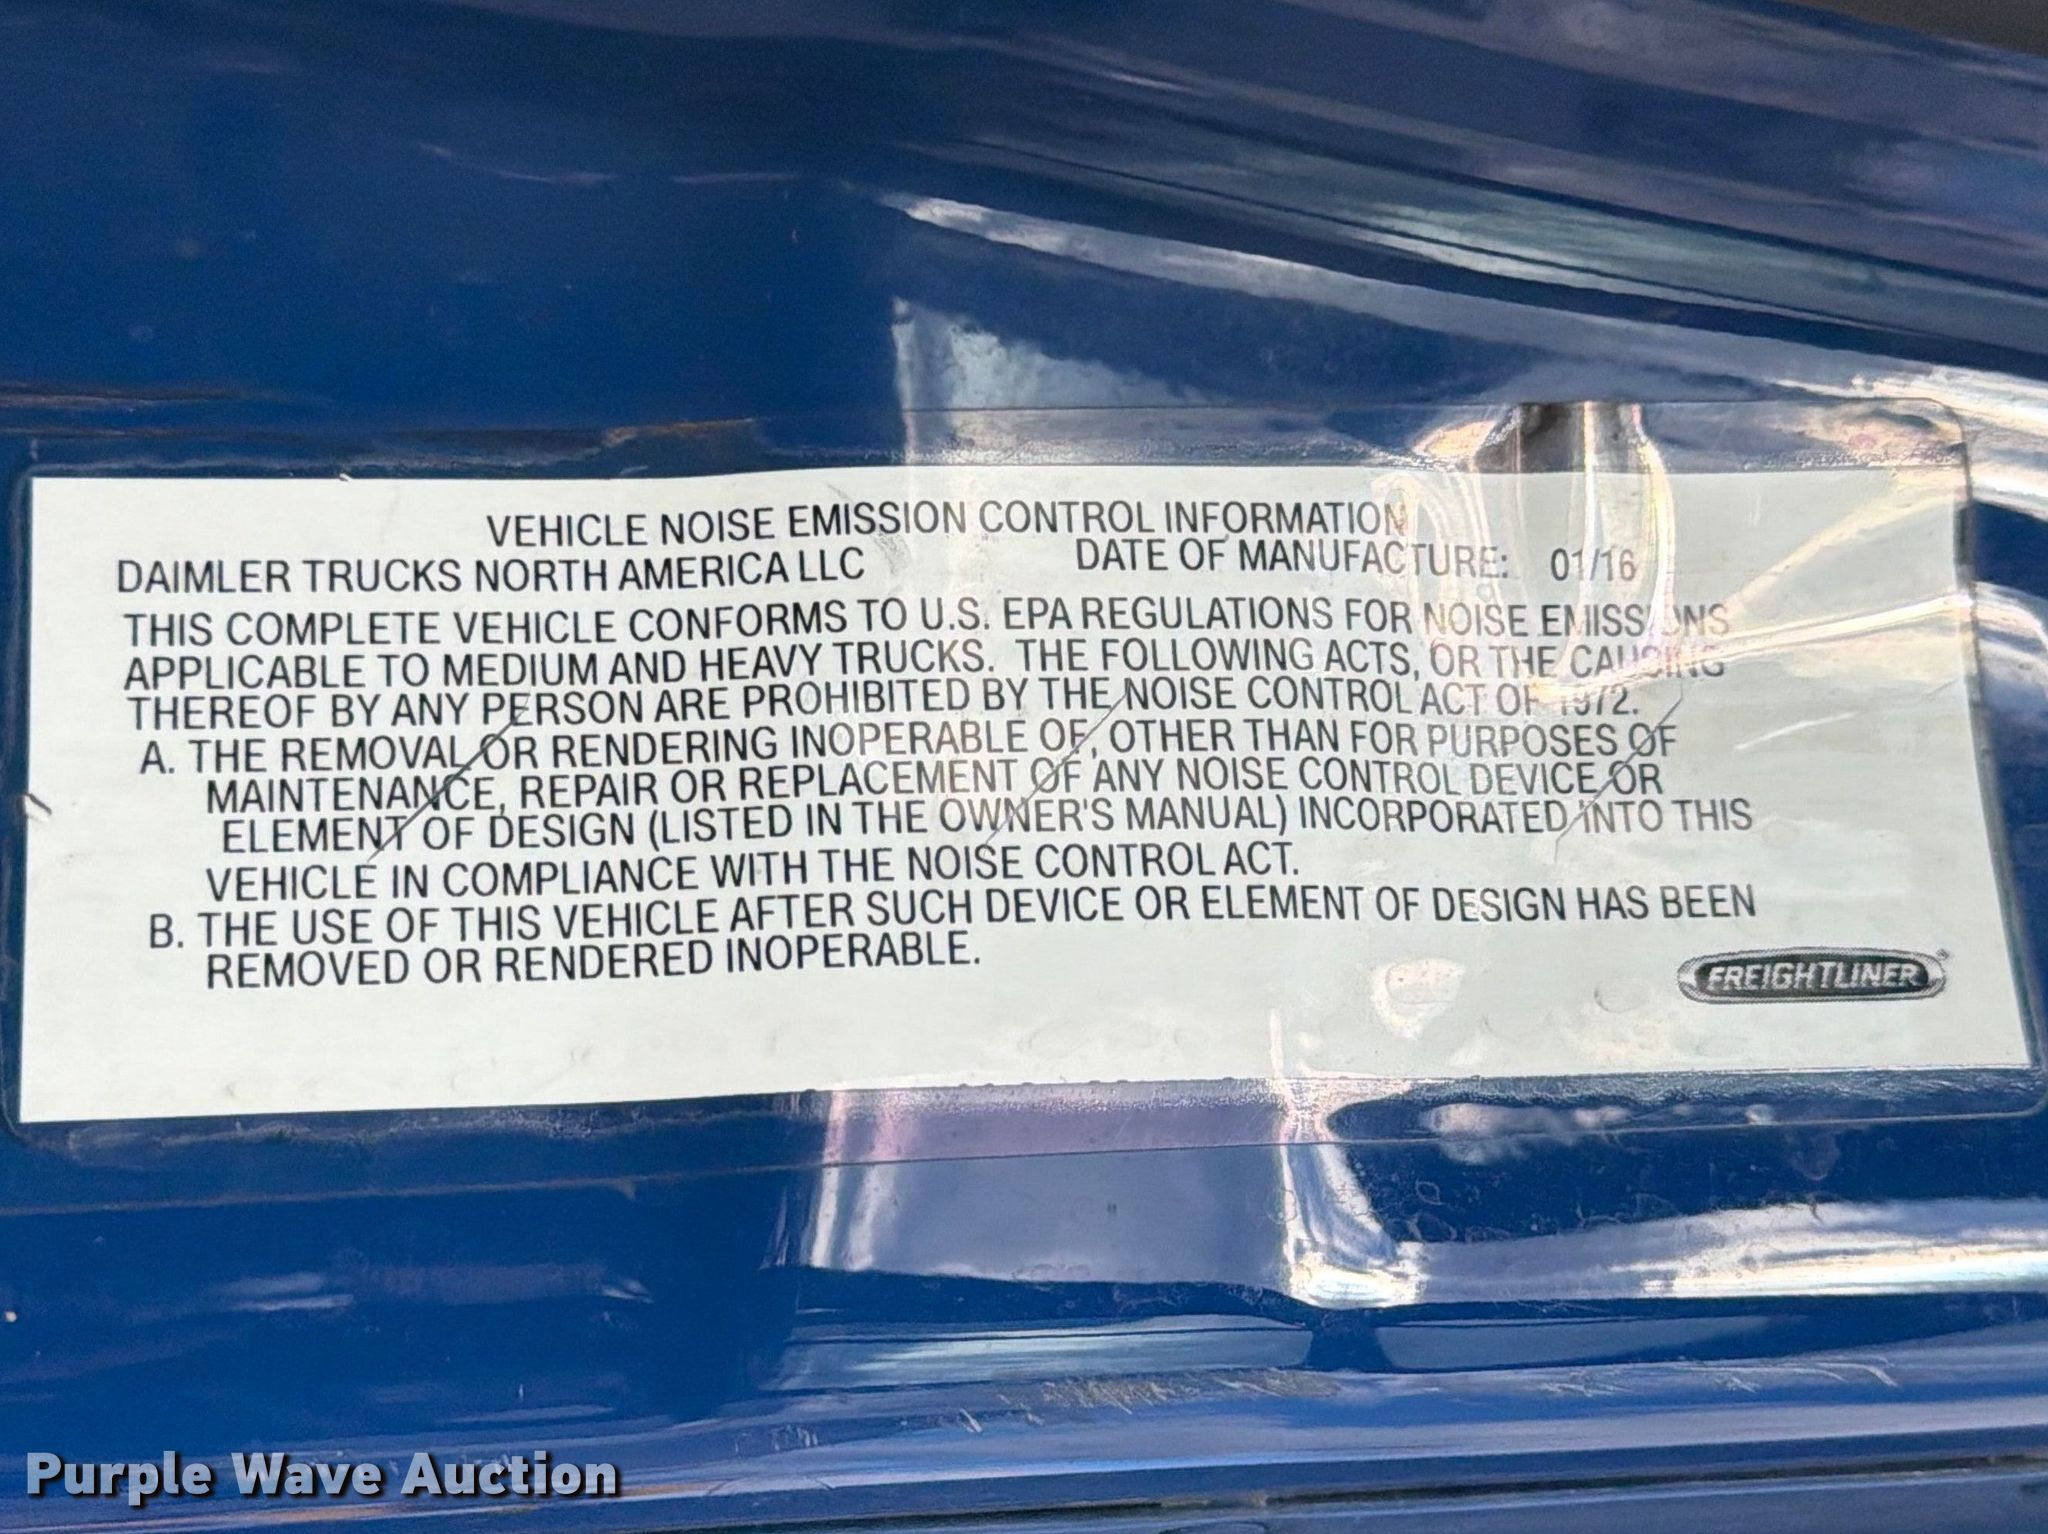 VEHICLE NOISE EMISSION CONTROL INFORMATION
DAIMLER TRUCKS NORTH AMERICA LLC DATE OF MANUFACTURE: 01/16
THIS COMPLETE VEHICLE CONFORMS TO U.S. EPA REGULATIONS FOR NOISE EMISSIONS
APPLICABLE TO MEDIUM AND HEAVY TRUCKS. THE FOLLOWING ACTS, OR THE CAUSING
THEREOF BY ANY PERSON ARE PROHIBITED BY THE NOISE CONTROL ACT OF 1972.
A. THE REMOVAL OR RENDERING INOPERABLE OF, OTHER THAN FOR PURPOSES OF
MAINTENANCE, REPAIR OR REPLACEMENT OF ANY NOISE CONTROL DEVICE OR
ELEMENT OF DESIGN (LISTED IN THE OWNER'S MANUAL) INCORPORATED INTO THIS
VEHICLE IN COMPLIANCE WITH THE NOISE CONTROL ACT.
B. THE USE OF THIS VEHICLE AFTER SUCH DEVICE OR ELEMENT OF DESIGN HAS BEEN
REMOVED OR RENDERED INOPERABLE.
FREIGHTLINER
Purple Wave Auction